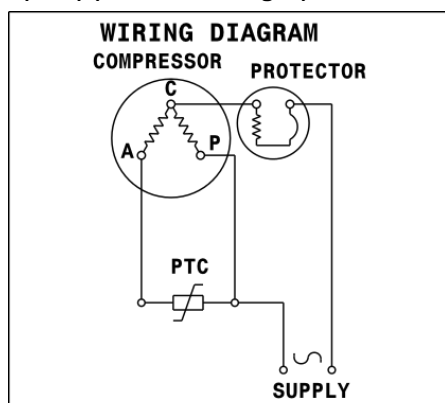 WIRING DIAGRAM
COMPRESSOR
PROTECTOR
C
A
P
PTC
SUPPLY